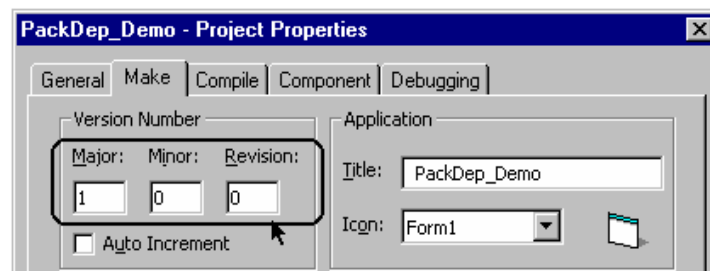 PackDep_Demo - Project Properties
General Make Compile Component Debugging
Version Number
Major: Minor: Revision:
1 0 0
Auto Increment
Application
Title: PackDep_Demo
Icon: Form1